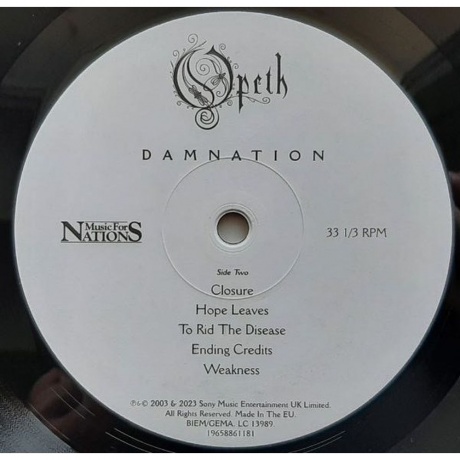 Opeth
DAMNATION
Music For
NATIONS
33 1/3 RPM
Side Two
Closure
Hope Leaves
To Rid The Disease
Ending Credits
Weakness
℗&© 2003 & 2023 Sony Music Entertainment UK Limited.
All Rights Reserved. Made In The EU.
BIEM/GEMA. LC 13989.
19658861181